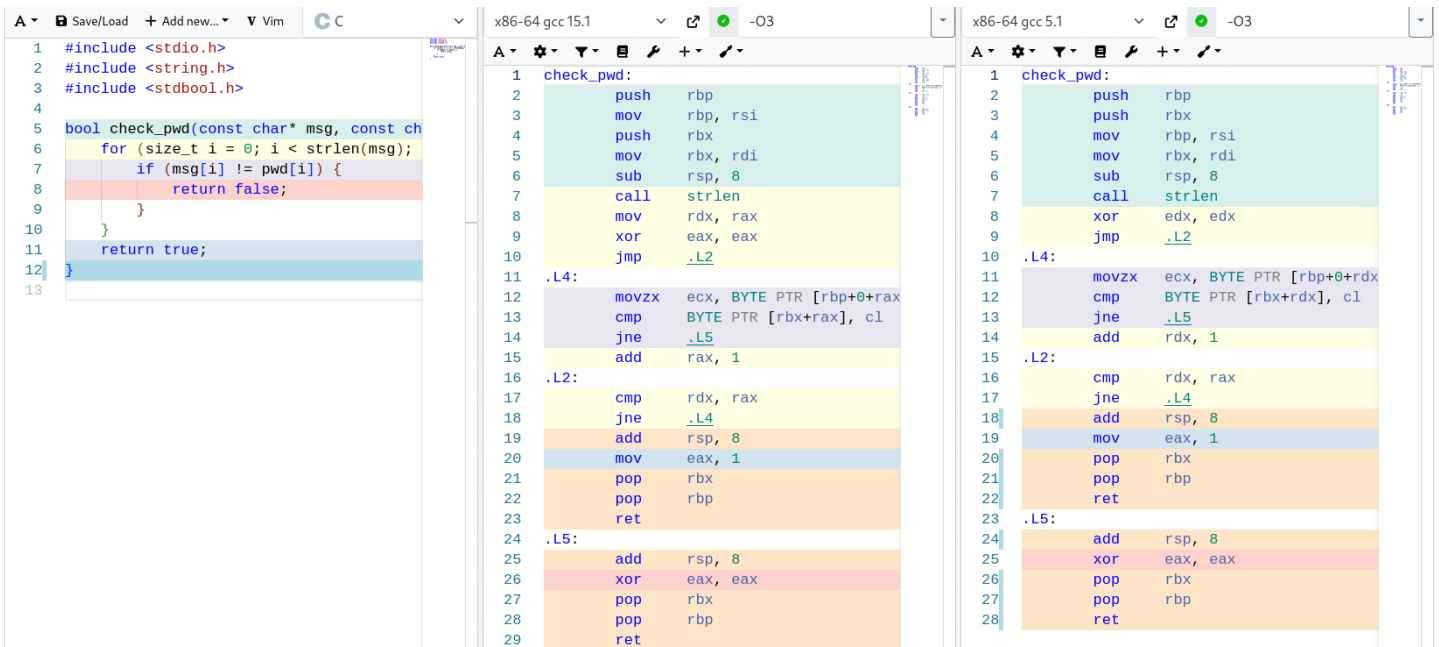 A Save/Load + Add new... Vim C C
1 #include <stdio.h>
2 #include <string.h>
3 #include <stdbool.h>
4
5 bool check_pwd(const char* msg, const ch
6 for (size_t i = 0; i < strlen(msg);
7 if (msg[i] != pwd[i]) {
8 return false;
9 }
10 }
11 return true;
12 }
13
x86-64 gcc 15.1 -O3
A
1 check_pwd:
2 push rbp
3 mov rbp, rsi
4 push rbx
5 mov rbx, rdi
6 sub rsp, 8
7 call strlen
8 mov rdx, rax
9 xor eax, eax
10 jmp .L2
11 .L4:
12 movzx ecx, BYTE PTR [rbp+0+rax
13 cmp BYTE PTR [rbx+rax], cl
14 jne .L5
15 add rax, 1
16 .L2:
17 cmp rdx, rax
18 jne .L4
19 add rsp, 8
20 mov eax, 1
21 pop rbx
22 pop rbp
23 ret
24 .L5:
25 add rsp, 8
26 xor eax, eax
27 pop rbx
28 pop rbp
29 ret
x86-64 gcc 5.1 -O3
A
1 check_pwd:
2 push rbp
3 push rbx
4 mov rbp, rsi
5 mov rbx, rdi
6 sub rsp, 8
7 call strlen
8 xor edx, edx
9 jmp .L2
10 .L4:
11 movzx ecx, BYTE PTR [rbp+0+rdx
12 cmp BYTE PTR [rbx+rdx], cl
13 jne .L5
14 add rdx, 1
15 .L2:
16 cmp rdx, rax
17 jne .L4
18 add rsp, 8
19 mov eax, 1
20 pop rbx
21 pop rbp
22 ret
23 .L5:
24 add rsp, 8
25 xor eax, eax
26 pop rbx
27 pop rbp
28 ret